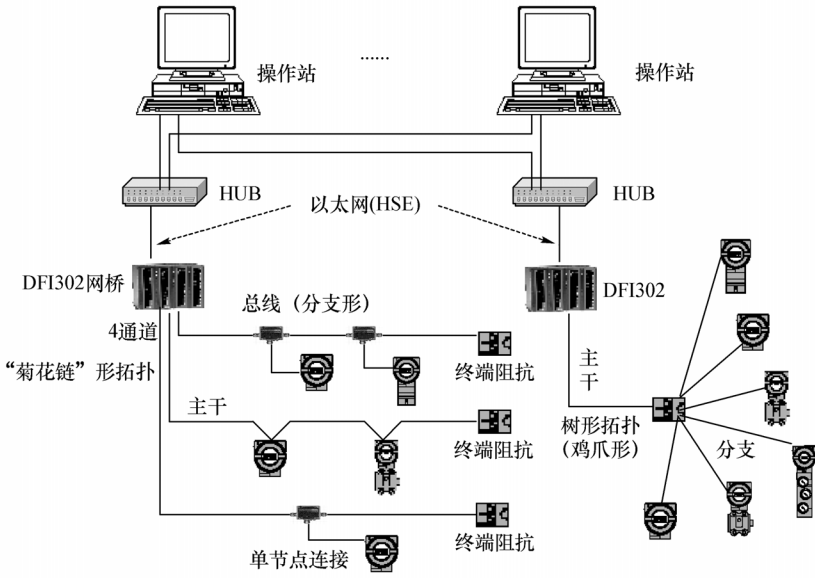 操作站
……
操作站
HUB
以太网(HSE)
HUB
DFI302网桥
DFI302
总线（分支形）
4通道
“菊花链”形拓扑
终端阻抗
主
干
主干
终端阻抗
树形拓扑
(鸡爪形)
分支
单节点连接
终端阻抗